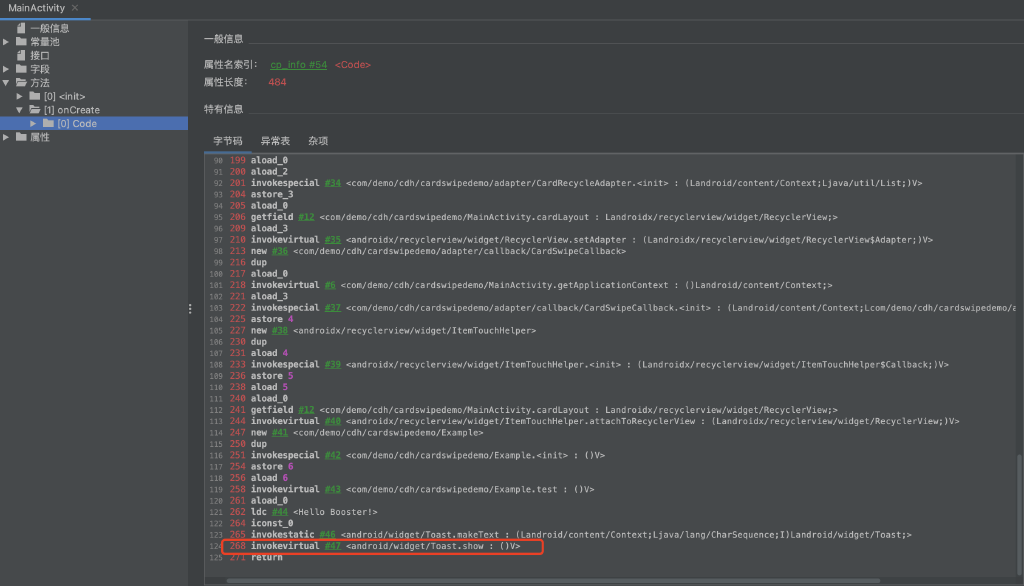 MainActivity ×
一般信息
常量池
接口
字段
方法
[0] <init>
[1] onCreate
[0] Code
属性
一般信息
属性名索引: cp_info #54 <Code>
属性长度: 484
特有信息
字节码 异常表 杂项
90 199 aload_0
91 200 aload_2
92 201 invokespecial #34 <com/demo/cdh/cardswipedemo/adapter/CardRecycleAdapter.<init> : (Landroid/content/Context;Ljava/util/List;)V>
93 204 astore_3
94 205 aload_0
95 206 getfield #12 <com/demo/cdh/cardswipedemo/MainActivity.cardLayout : Landroidx/recyclerview/widget/RecyclerView;>
96 209 aload_3
97 210 invokevirtual #35 <androidx/recyclerview/widget/RecyclerView.setAdapter : (Landroidx/recyclerview/widget/RecyclerView$Adapter;)V>
98 213 new #36 <com/demo/cdh/cardswipedemo/adapter/callback/CardSwipeCallback>
99 216 dup
100 217 aload_0
101 218 invokevirtual #6 <com/demo/cdh/cardswipedemo/MainActivity.getApplicationContext : ()Landroid/content/Context;>
102 221 aload_3
103 222 invokespecial #37 <com/demo/cdh/cardswipedemo/adapter/callback/CardSwipeCallback.<init> : (Landroid/content/Context;Lcom/demo/cdh/cardswipedemo/
104 225 astore 4
105 227 new #38 <androidx/recyclerview/widget/ItemTouchHelper>
106 230 dup
107 231 aload 4
108 233 invokespecial #39 <androidx/recyclerview/widget/ItemTouchHelper.<init> : (Landroidx/recyclerview/widget/ItemTouchHelper$Callback;)V>
109 236 astore 5
110 238 aload 5
111 240 aload_0
112 241 getfield #12 <com/demo/cdh/cardswipedemo/MainActivity.cardLayout : Landroidx/recyclerview/widget/RecyclerView;>
113 244 invokevirtual #40 <androidx/recyclerview/widget/ItemTouchHelper.attachToRecyclerView : (Landroidx/recyclerview/widget/RecyclerView;)V>
114 247 new #41 <com/demo/cdh/cardswipedemo/Example>
115 250 dup
116 251 invokespecial #42 <com/demo/cdh/cardswipedemo/Example.<init> : ()V>
117 254 astore 6
118 256 aload 6
119 258 invokevirtual #43 <com/demo/cdh/cardswipedemo/Example.test : ()V>
120 261 aload_0
121 262 ldc #44 <Hello Booster!>
122 264 iconst_0
123 265 invokestatic #46 <android/widget/Toast.makeText : (Landroid/content/Context;Ljava/lang/CharSequence;I)Landroid/widget/Toast;>
124 268 invokevirtual #47 <android/widget/Toast.show : ()V>
125 271 return